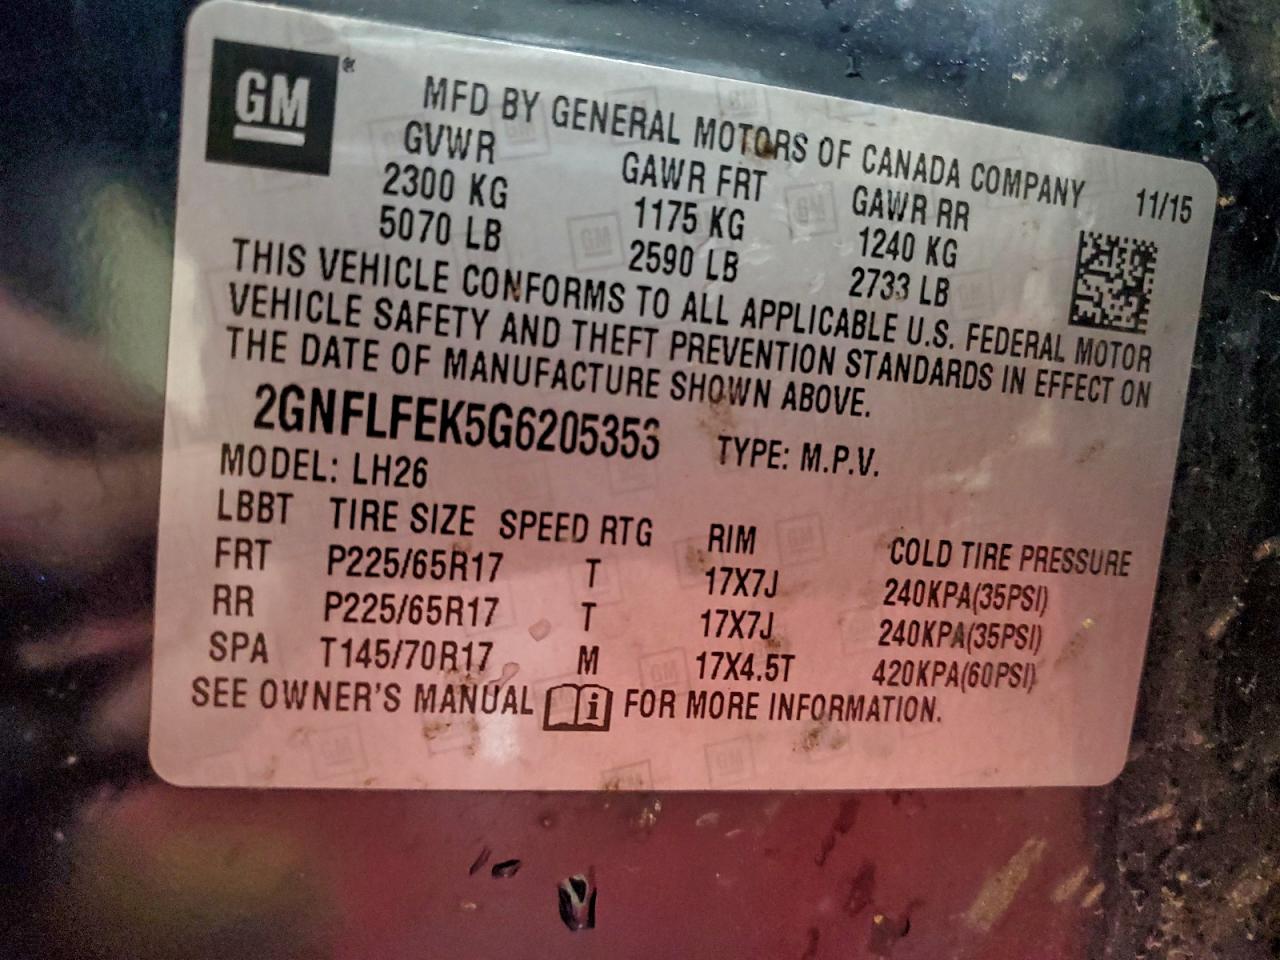 GM ®
MFD BY GENERAL MOTORS OF CANADA COMPANY
GVWR GAWR FRT GAWR RR 11/15
2300 KG 1175 KG 1240 KG
5070 LB 2590 LB 2733 LB
THIS VEHICLE CONFORMS TO ALL APPLICABLE U.S. FEDERAL MOTOR
VEHICLE SAFETY AND THEFT PREVENTION STANDARDS IN EFFECT ON
THE DATE OF MANUFACTURE SHOWN ABOVE.
2GNFLFEK5G6205353 TYPE: M.P.V.
MODEL: LH26
LBBT TIRE SIZE SPEED RTG RIM COLD TIRE PRESSURE
FRT P225/65R17 T 17X7J 240KPA(35PSI)
RR P225/65R17 T 17X7J 240KPA(35PSI)
SPA T145/70R17 M 17X4.5T 420KPA(60PSI)
SEE OWNER'S MANUAL FOR MORE INFORMATION.